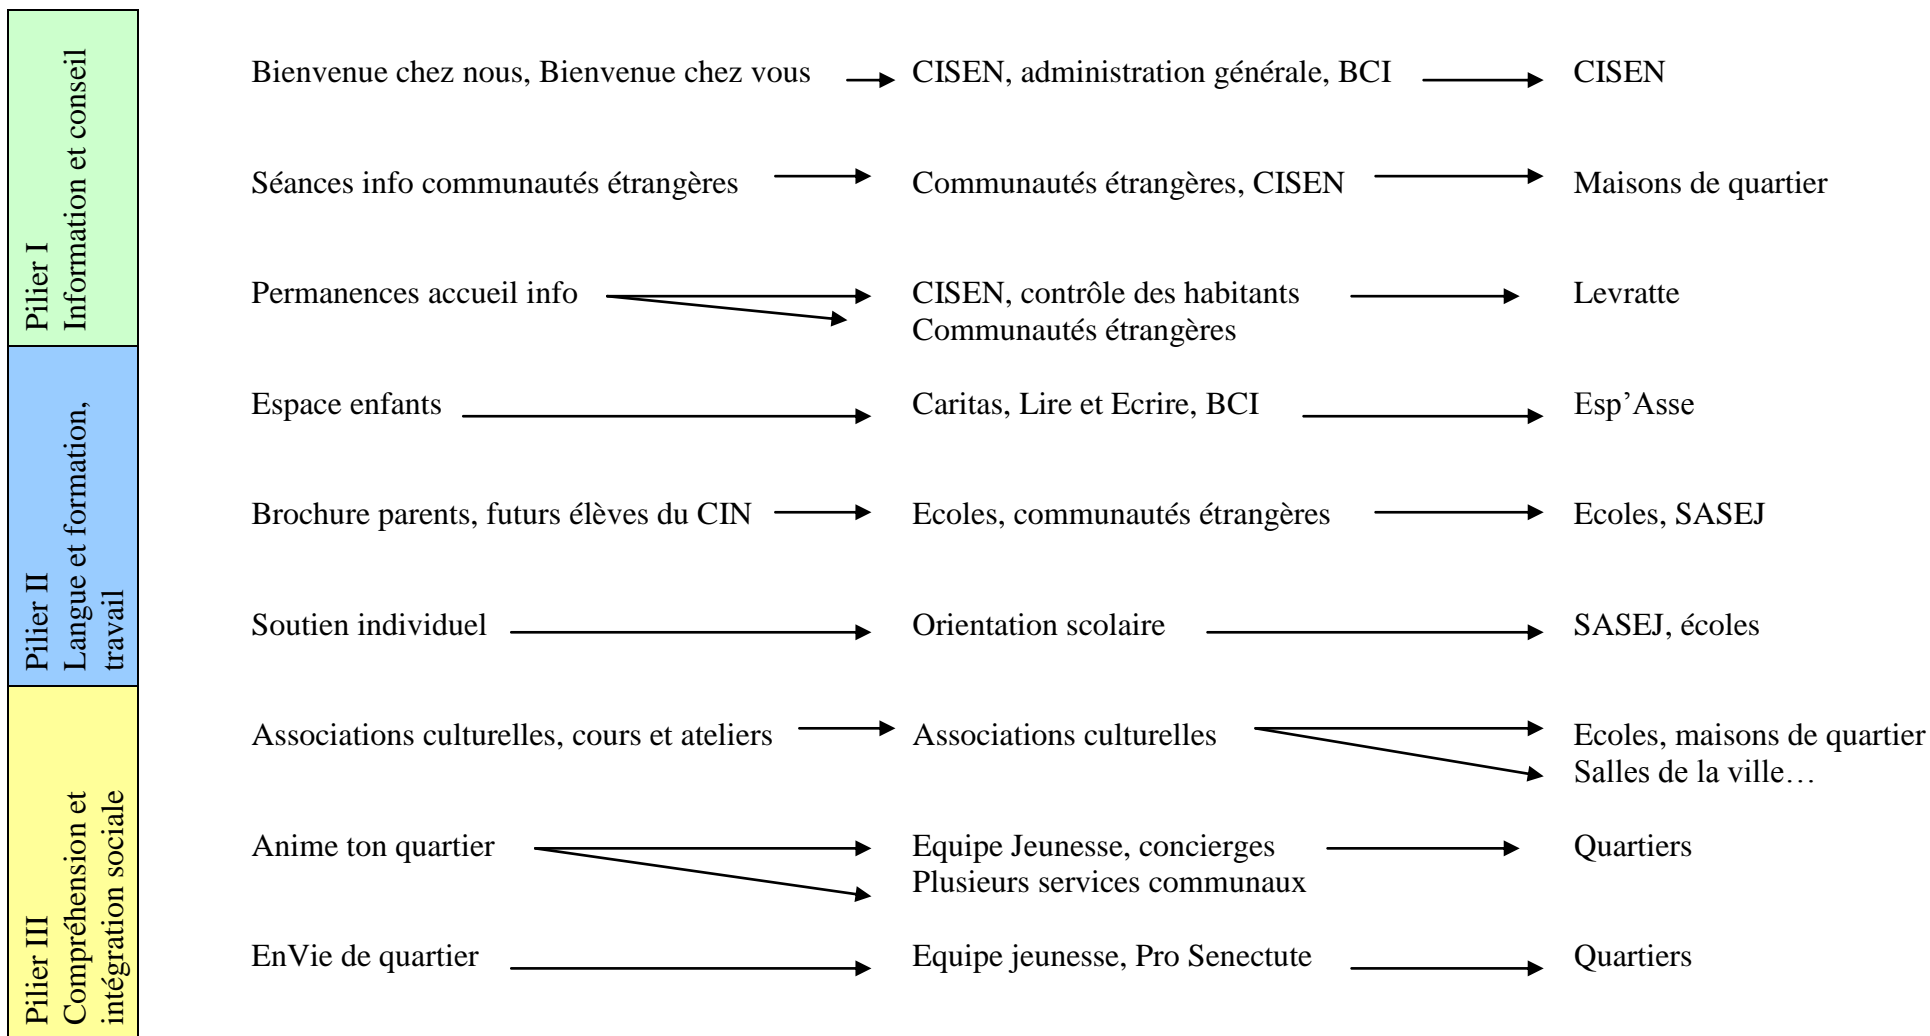 Pilier I
Information et conseil
Bienvenue chez nous, Bienvenue chez vous
CISEN, administration générale, BCI
CISEN
Séances info communautés étrangères
Communautés étrangères, CISEN
Maisons de quartier
Permanences accueil info
CISEN, contrôle des habitants
Communautés étrangères
Levratte
Pilier II
Langue et formation,
travail
Espace enfants
Caritas, Lire et Ecrire, BCI
Esp’Asse
Brochure parents, futurs élèves du CIN
Ecoles, communautés étrangères
Ecoles, SASEJ
Soutien individuel
Orientation scolaire
SASEJ, écoles
Pilier III
Compréhension et
intégration sociale
Associations culturelles, cours et ateliers
Associations culturelles
Ecoles, maisons de quartier
Salles de la ville…
Anime ton quartier
Equipe Jeunesse, concierges
Plusieurs services communaux
Quartiers
EnVie de quartier
Equipe jeunesse, Pro Senectute
Quartiers